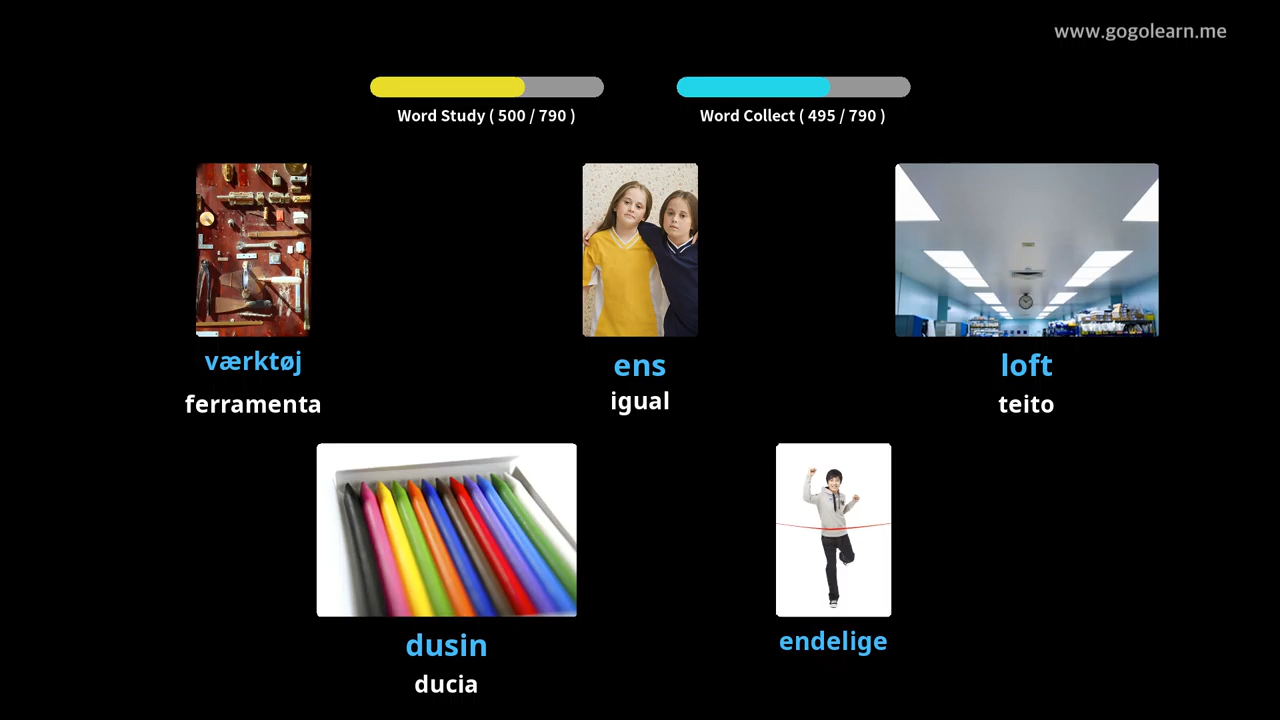 www.gogolearn.me
Word Study ( 500 / 790 )
Word Collect ( 495 / 790 )
værktøj
ferramenta
ens
igual
loft
teito
dusin
ducia
endelige